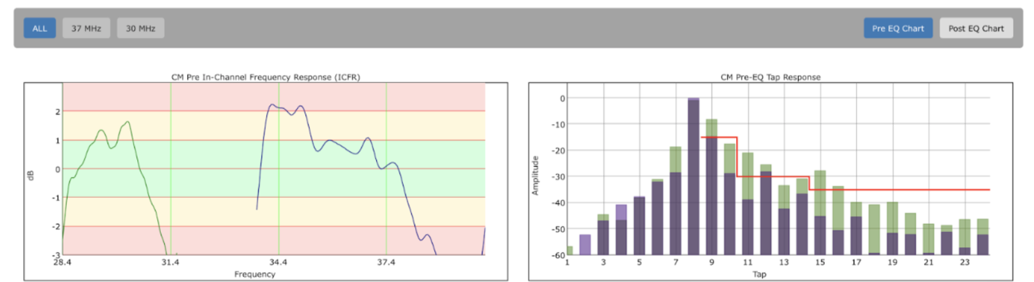 ALL 37 MHz 30 MHz Pre EQ Chart Post EQ Chart
CM Pre In-Channel Frequency Response (ICFR)
2
1
0
-1
-2
-3
dB
28.4 31.4 34.4 37.4
Frequency
CM Pre-EQ Tap Response
0
-10
-20
-30
-40
-50
-60
Amplitude
1 3 5 7 9 11 13 15 17 19 21 23
Tap